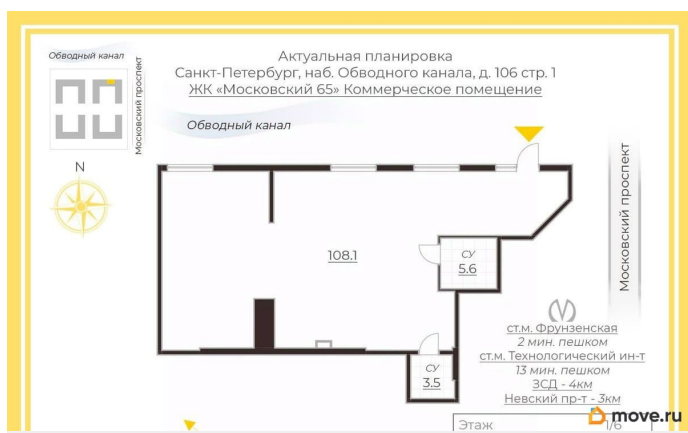 Обводный канал
Московский проспект
Актуальная планировка
Санкт-Петербург, наб. Обводного канала, д. 106 стр. 1
ЖК «Московский 65» Коммерческое помещение
Обводный канал
N
Московский проспект
108.1
СУ
5.6
СУ
3.5
ст.м. Фрунзенская
2 мин. пешком
ст.м. Технологический ин-т
13 мин. пешком
ЗСД - 4км
Невский пр-т - 3км
Этаж 1/6
move.ru